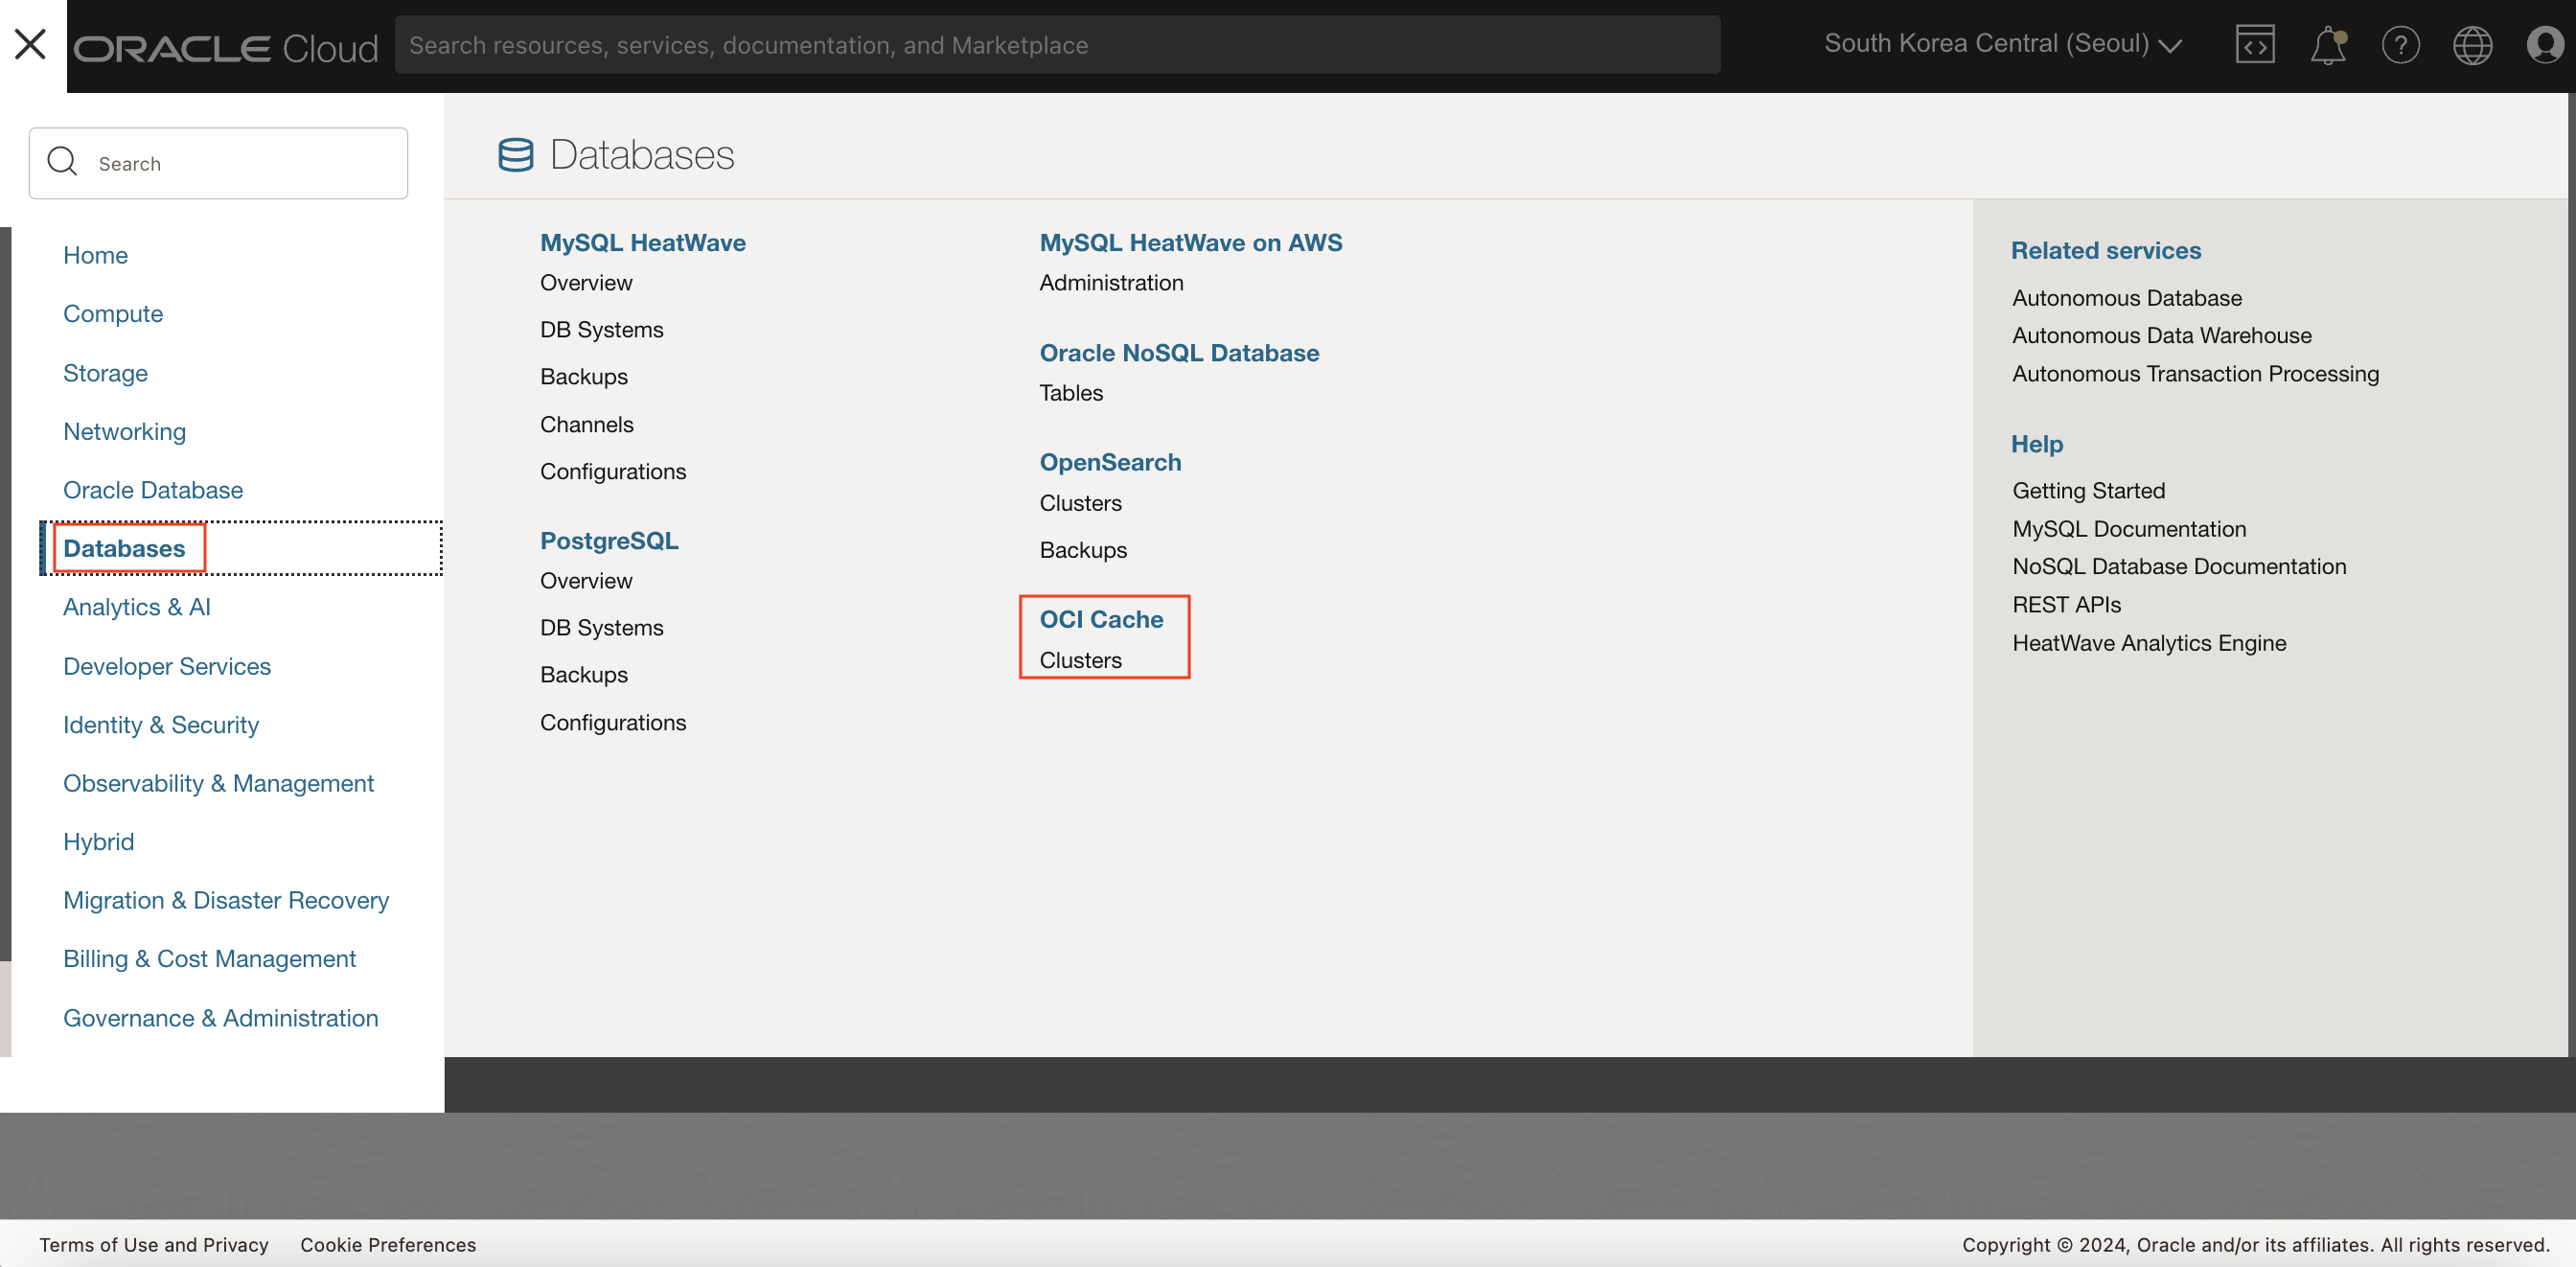 ORACLE Cloud
Search resources, services, documentation, and Marketplace
South Korea Central (Seoul)
Search
Home
Compute
Storage
Networking
Oracle Database
Databases
Analytics & AI
Developer Services
Identity & Security
Observability & Management
Hybrid
Migration & Disaster Recovery
Billing & Cost Management
Governance & Administration
Databases
MySQL HeatWave
Overview
DB Systems
Backups
Channels
Configurations
PostgreSQL
Overview
DB Systems
Backups
Configurations
MySQL HeatWave on AWS
Administration
Oracle NoSQL Database
Tables
OpenSearch
Clusters
Backups
OCI Cache
Clusters
Related services
Autonomous Database
Autonomous Data Warehouse
Autonomous Transaction Processing
Help
Getting Started
MySQL Documentation
NoSQL Database Documentation
REST APIs
HeatWave Analytics Engine
Terms of Use and Privacy
Cookie Preferences
Copyright © 2024, Oracle and/or its affiliates. All rights reserved.